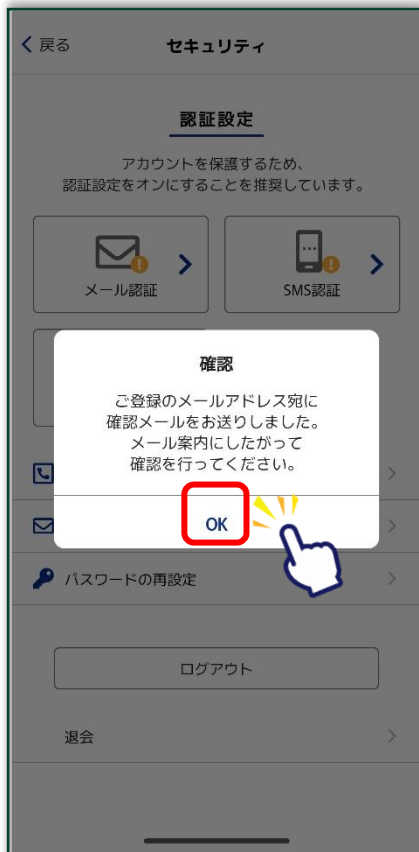 戻る
セキュリティ
認証設定
アカウントを保護するため、
認証設定をオンにすることを推奨しています。
メール認証
SMS認証
確認
ご登録のメールアドレス宛に
確認メールをお送りしました。
メール案内にしたがって
確認を行ってください。
OK
パスワードの再設定
ログアウト
退会